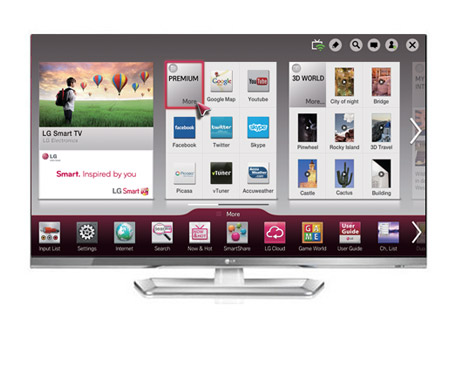 PREMIUM
More...
Google Map
Youtube
3D WORLD
More...
City of night
Bridge
LG Smart TV
LG Electronics
Facebook
Twitter
Skype
Pinwheel
Rocky Island
3D Travel
LG
Smart. Inspired by you
LG Smart
Picasa
vTuner
Accuweather
Castle
Cactus
Building
More
Input List
Settings
Internet
Search
Now & Hot
SmartShare
LG Cloud
Game World
User Guide
Ch. List
LG